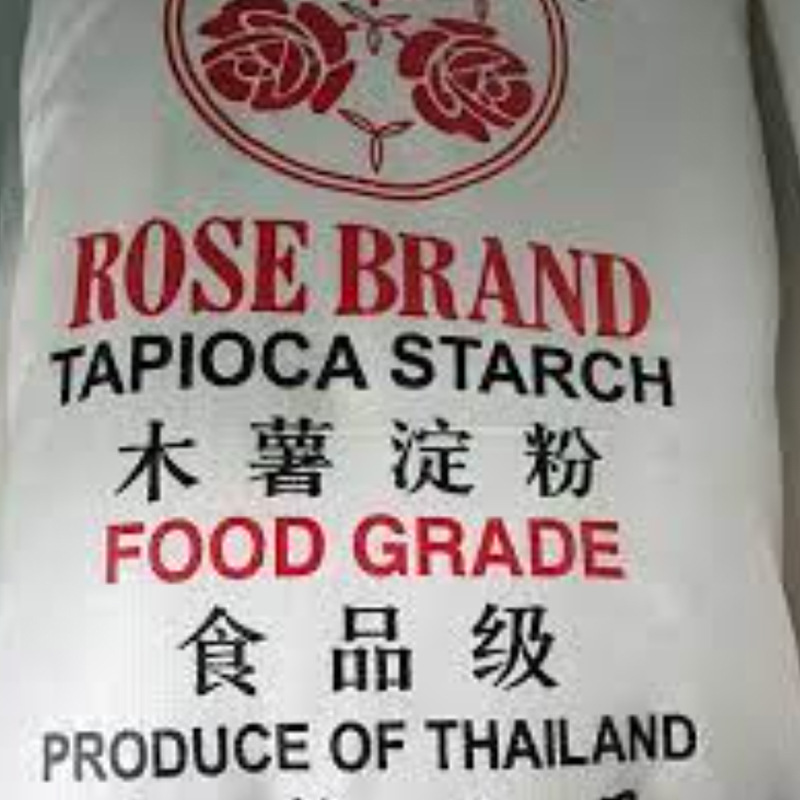 ROSE BRAND
TAPIOCA STARCH
木薯淀粉
FOOD GRADE
食品级
PRODUCE OF THAILAND